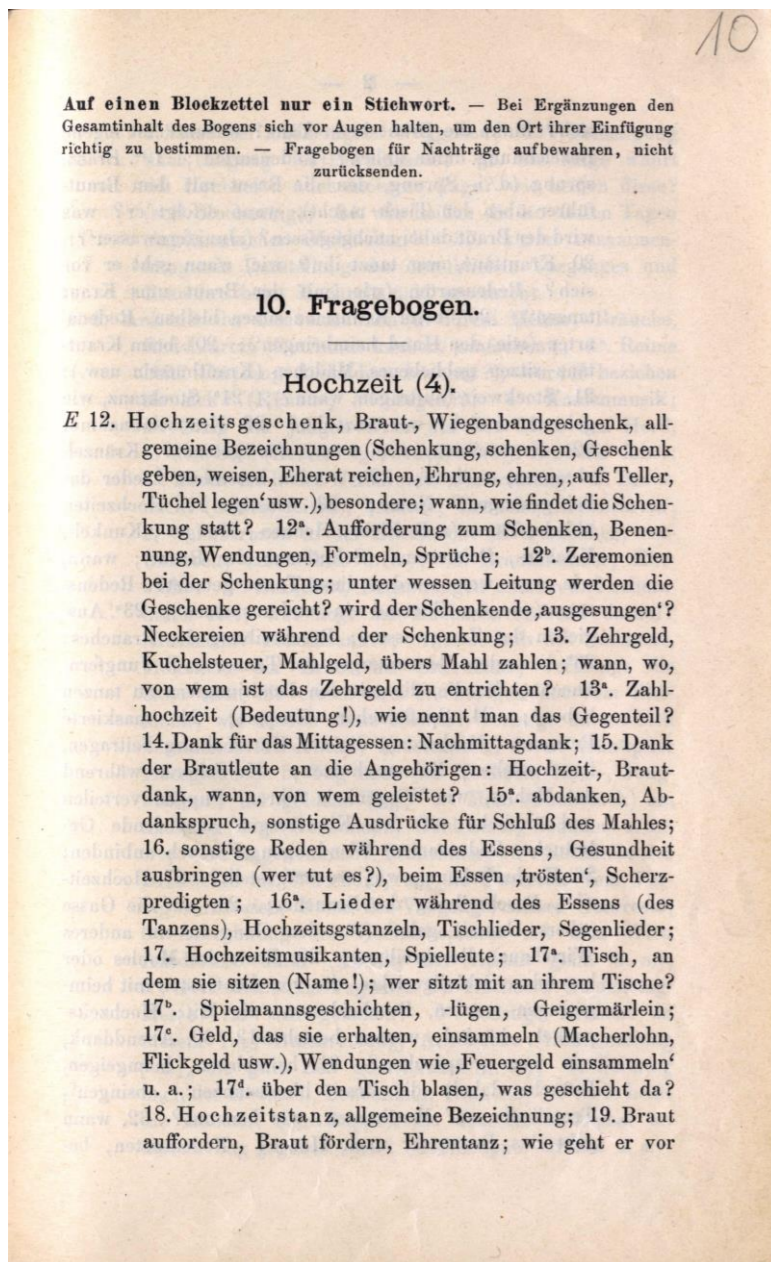 10
Auf einen Blockzettel nur ein Stichwort. — Bei Ergänzungen den
Gesamtinhalt des Bogens sich vor Augen halten, um den Ort ihrer Einfügung
richtig zu bestimmen. — Fragebogen für Nachträge aufbewahren, nicht
zurücksenden.
10. Fragebogen.
Hochzeit (4).
E 12. Hochzeitsgeschenk, Braut-, Wiegenbandgeschenk, all-
gemeine Bezeichnungen (Schenkung, schenken, Geschenk
geben, weisen, Eherat reichen, Ehrung, ehren, ‚aufs Teller,
Tüchel legen‘ usw.), besondere; wann, wie findet die Schen-
kung statt? 12ᵃ. Aufforderung zum Schenken, Benen-
nung, Wendungen, Formeln, Sprüche; 12ᵇ. Zeremonien
bei der Schenkung; unter wessen Leitung werden die
Geschenke gereicht? wird der Schenkende ‚ausgesungen‘?
Neckereien während der Schenkung; 13. Zehrgeld,
Kuchelsteuer, Mahlgeld, übers Mahl zahlen; wann, wo,
von wem ist das Zehrgeld zu entrichten? 13ᵃ. Zahl-
hochzeit (Bedeutung!), wie nennt man das Gegenteil?
14. Dank für das Mittagessen: Nachmittagdank; 15. Dank
der Brautleute an die Angehörigen: Hochzeit-, Braut-
dank, wann, von wem geleistet? 15ᵃ. abdanken, Ab-
dankspruch, sonstige Ausdrücke für Schluß des Mahles;
16. sonstige Reden während des Essens, Gesundheit
ausbringen (wer tut es?), beim Essen ‚trösten‘, Scherz-
predigten; 16ᵃ. Lieder während des Essens (des
Tanzens), Hochzeitsgstanzeln, Tischlieder, Segenlieder;
17. Hochzeitsmusikanten, Spielleute; 17ᵃ. Tisch, an
dem sie sitzen (Name!); wer sitzt mit an ihrem Tische?
17ᵇ. Spielmannsgeschichten, -lügen, Geigermärlein;
17ᶜ. Geld, das sie erhalten, einsammeln (Macherlohn,
Flickgeld usw.), Wendungen wie ‚Feuergeld einsammeln‘
u. a.; 17ᵈ. über den Tisch blasen, was geschieht da?
18. Hochzeitstanz, allgemeine Bezeichnung; 19. Braut
auffordern, Braut fördern, Ehrentanz; wie geht er vor